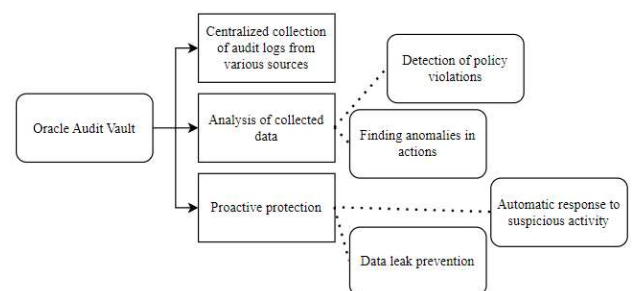 Centralized collection
of audit logs from
various sources
Detection of policy
violations
Oracle Audit Vault
Analysis of collected
data
Finding anomalies in
actions
Proactive protection
Automatic response to
suspicious activity
Data leak prevention